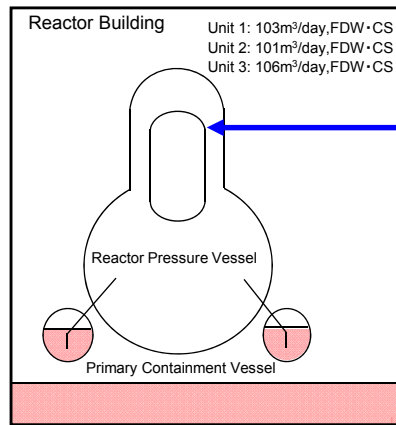 Reactor Building
Unit 1: 103m³/day,FDW・CS
Unit 2: 101m³/day,FDW・CS
Unit 3: 106m³/day,FDW・CS
Reactor Pressure Vessel
Primary Containment Vessel